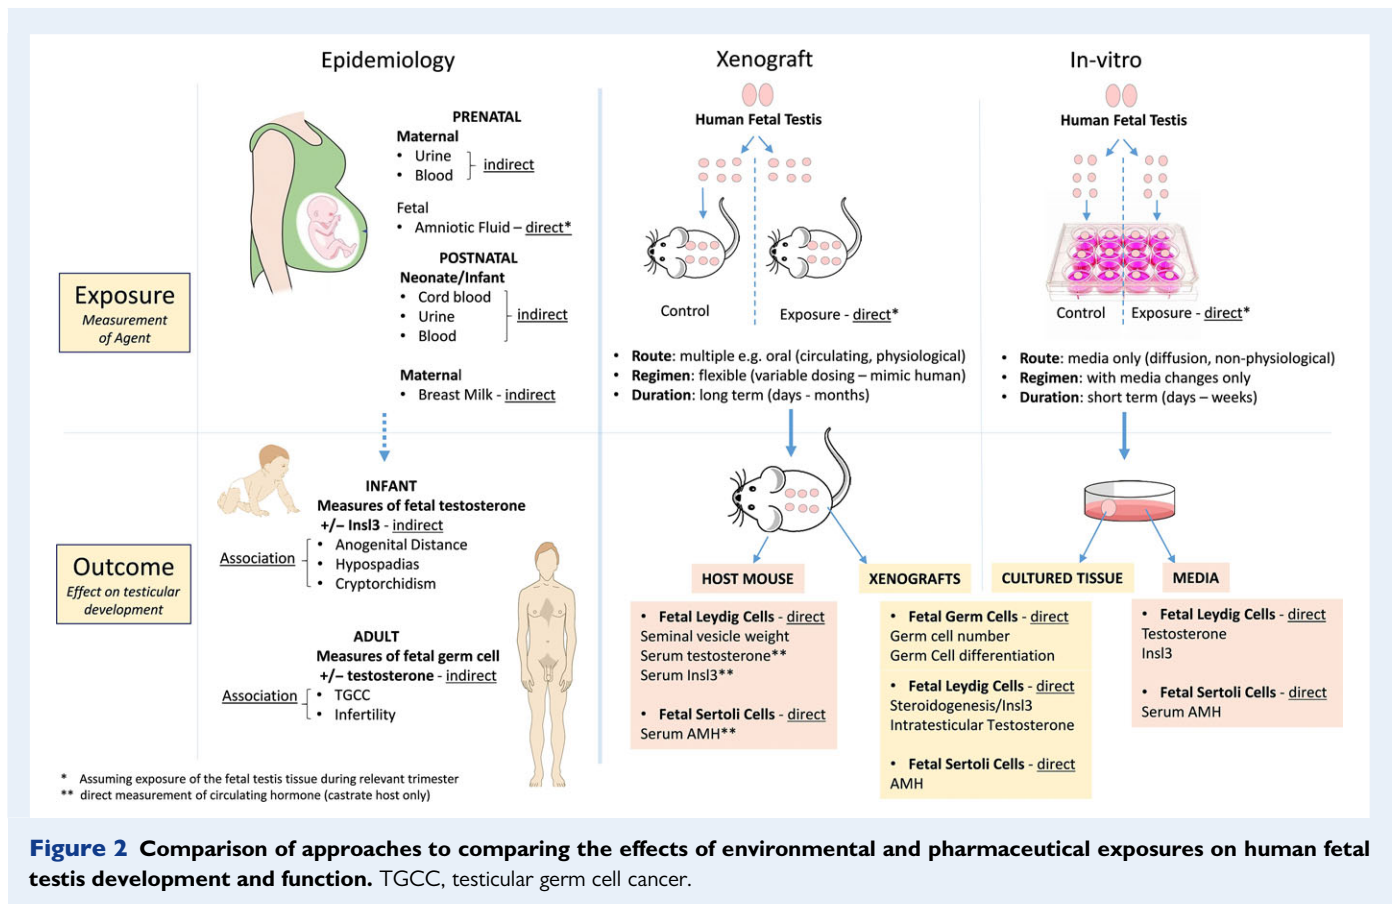 Epidemiology
Xenograft
In-vitro
Exposure
Measurement
of Agent
PRENATAL
Maternal
• Urine
• Blood
indirect
Fetal
• Amniotic Fluid – direct*
POSTNATAL
Neonate/Infant
• Cord blood
• Urine
• Blood
indirect
Maternal
• Breast Milk - indirect
Human Fetal Testis
Control
Exposure - direct*
• Route: multiple e.g. oral (circulating, physiological)
• Regimen: flexible (variable dosing – mimic human)
• Duration: long term (days - months)
Human Fetal Testis
Control
Exposure - direct*
• Route: media only (diffusion, non-physiological)
• Regimen: with media changes only
• Duration: short term (days – weeks)
Outcome
Effect on testicular
development
INFANT
Measures of fetal testosterone
+/− Insl3 - indirect
Association
• Anogenital Distance
• Hypospadias
• Cryptorchidism
ADULT
Measures of fetal germ cell
+/− testosterone - indirect
Association
• TGCC
• Infertility
HOST MOUSE
• Fetal Leydig Cells - direct
Seminal vesicle weight
Serum testosterone**
Serum Insl3**
• Fetal Sertoli Cells - direct
Serum AMH**
XENOGRAFTS
• Fetal Germ Cells - direct
Germ cell number
Germ Cell differentiation
• Fetal Leydig Cells - direct
Steroidogenesis/Insl3
Intratesticular Testosterone
• Fetal Sertoli Cells - direct
AMH
CULTURED TISSUE
MEDIA
• Fetal Leydig Cells - direct
Testosterone
Insl3
• Fetal Sertoli Cells - direct
Serum AMH
* Assuming exposure of the fetal testis tissue during relevant trimester
** direct measurement of circulating hormone (castrate host only)
Figure 2 Comparison of approaches to comparing the effects of environmental and pharmaceutical exposures on human fetal
testis development and function. TGCC, testicular germ cell cancer.